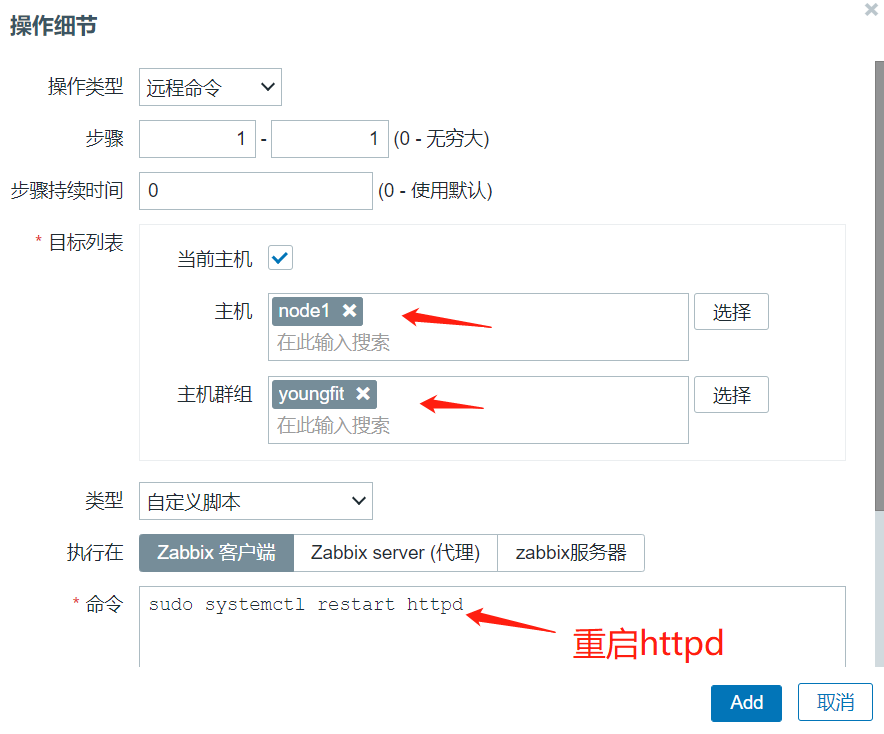 操作细节
操作类型 远程命令
步骤 1 - 1 (0 - 无穷大)
步骤持续时间 0 (0 - 使用默认)
* 目标列表
当前主机
主机 node1 选择
在此输入搜索
主机群组 youngfit 选择
在此输入搜索
类型 自定义脚本
执行在 Zabbix 客户端 Zabbix server (代理) zabbix服务器
* 命令 sudo systemctl restart httpd
重启httpd
Add 取消